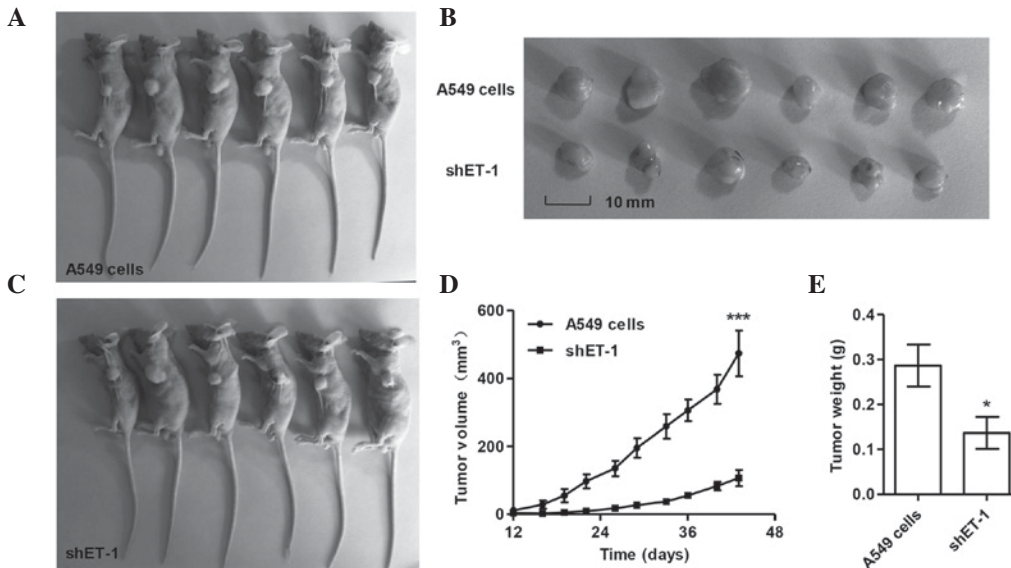 A
A549 cells
B
A549 cells
shET-1
10 mm
C
shET-1
D
600
400
200
0
Tumor volume (mm³)
A549 cells
shET-1
***
12
24
36
48
Time (days)
E
0.4
0.3
0.2
0.1
0.0
Tumor weight (g)
*
A549 cells
shET-1